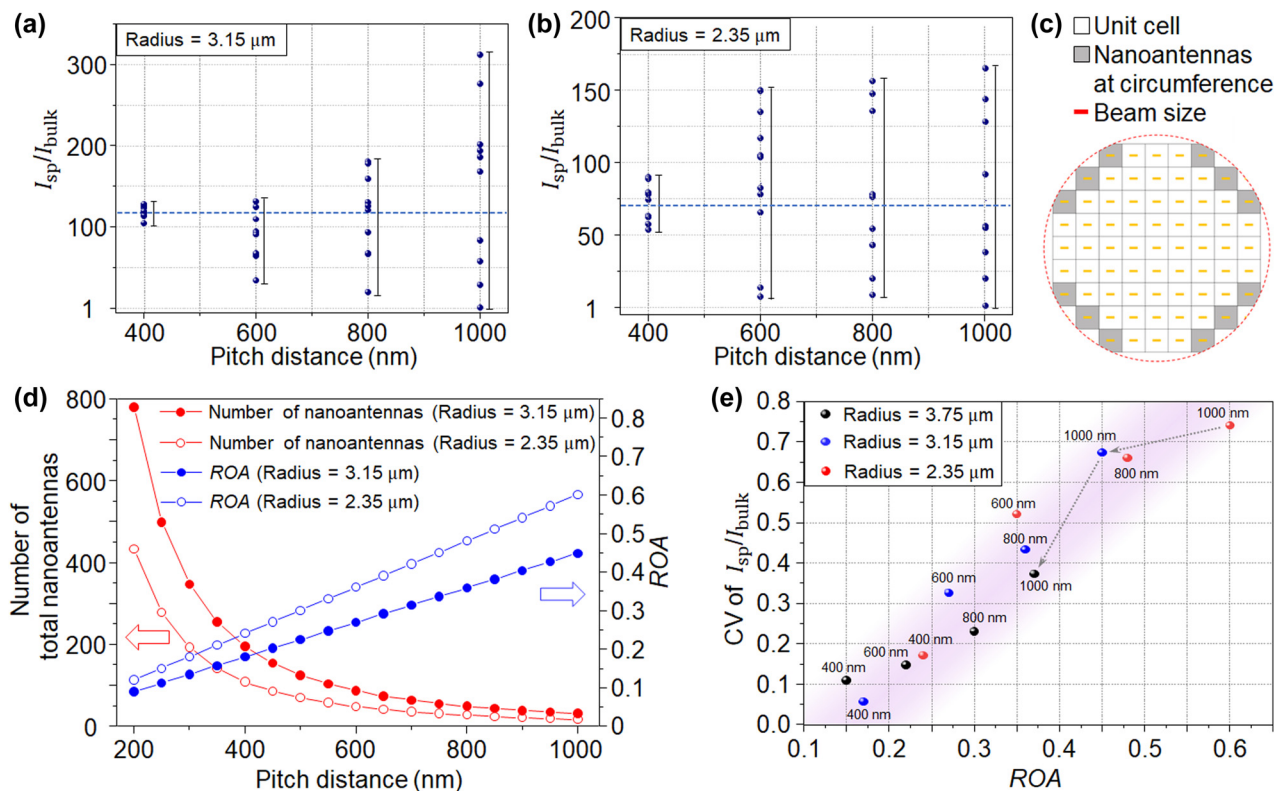 (a)
Radius = 3.15 μm
I_sp/I_bulk
300
200
100
1
400 600 800 1000
Pitch distance (nm)
(b)
Radius = 2.35 μm
I_sp/I_bulk
200
150
100
50
1
400 600 800 1000
Pitch distance (nm)
(c)
Unit cell
Nanoantennas
at circumference
Beam size
(d)
Number of nanoantennas (Radius = 3.15 μm)
Number of nanoantennas (Radius = 2.35 μm)
ROA (Radius = 3.15 μm)
ROA (Radius = 2.35 μm)
Number of
total nanoantennas
800
600
400
200
0
0.8
0.7
0.6
0.5
0.4
0.3
0.2
0.1
0
ROA
200 400 600 800 1000
Pitch distance (nm)
(e)
Radius = 3.75 μm
Radius = 3.15 μm
Radius = 2.35 μm
CV of I_sp/I_bulk
0.8
0.7
0.6
0.5
0.4
0.3
0.2
0.1
0.0
1000 nm
1000 nm
800 nm
600 nm
800 nm
1000 nm
600 nm
800 nm
400 nm
600 nm
400 nm
400 nm
0.1 0.2 0.3 0.4 0.5 0.6
ROA